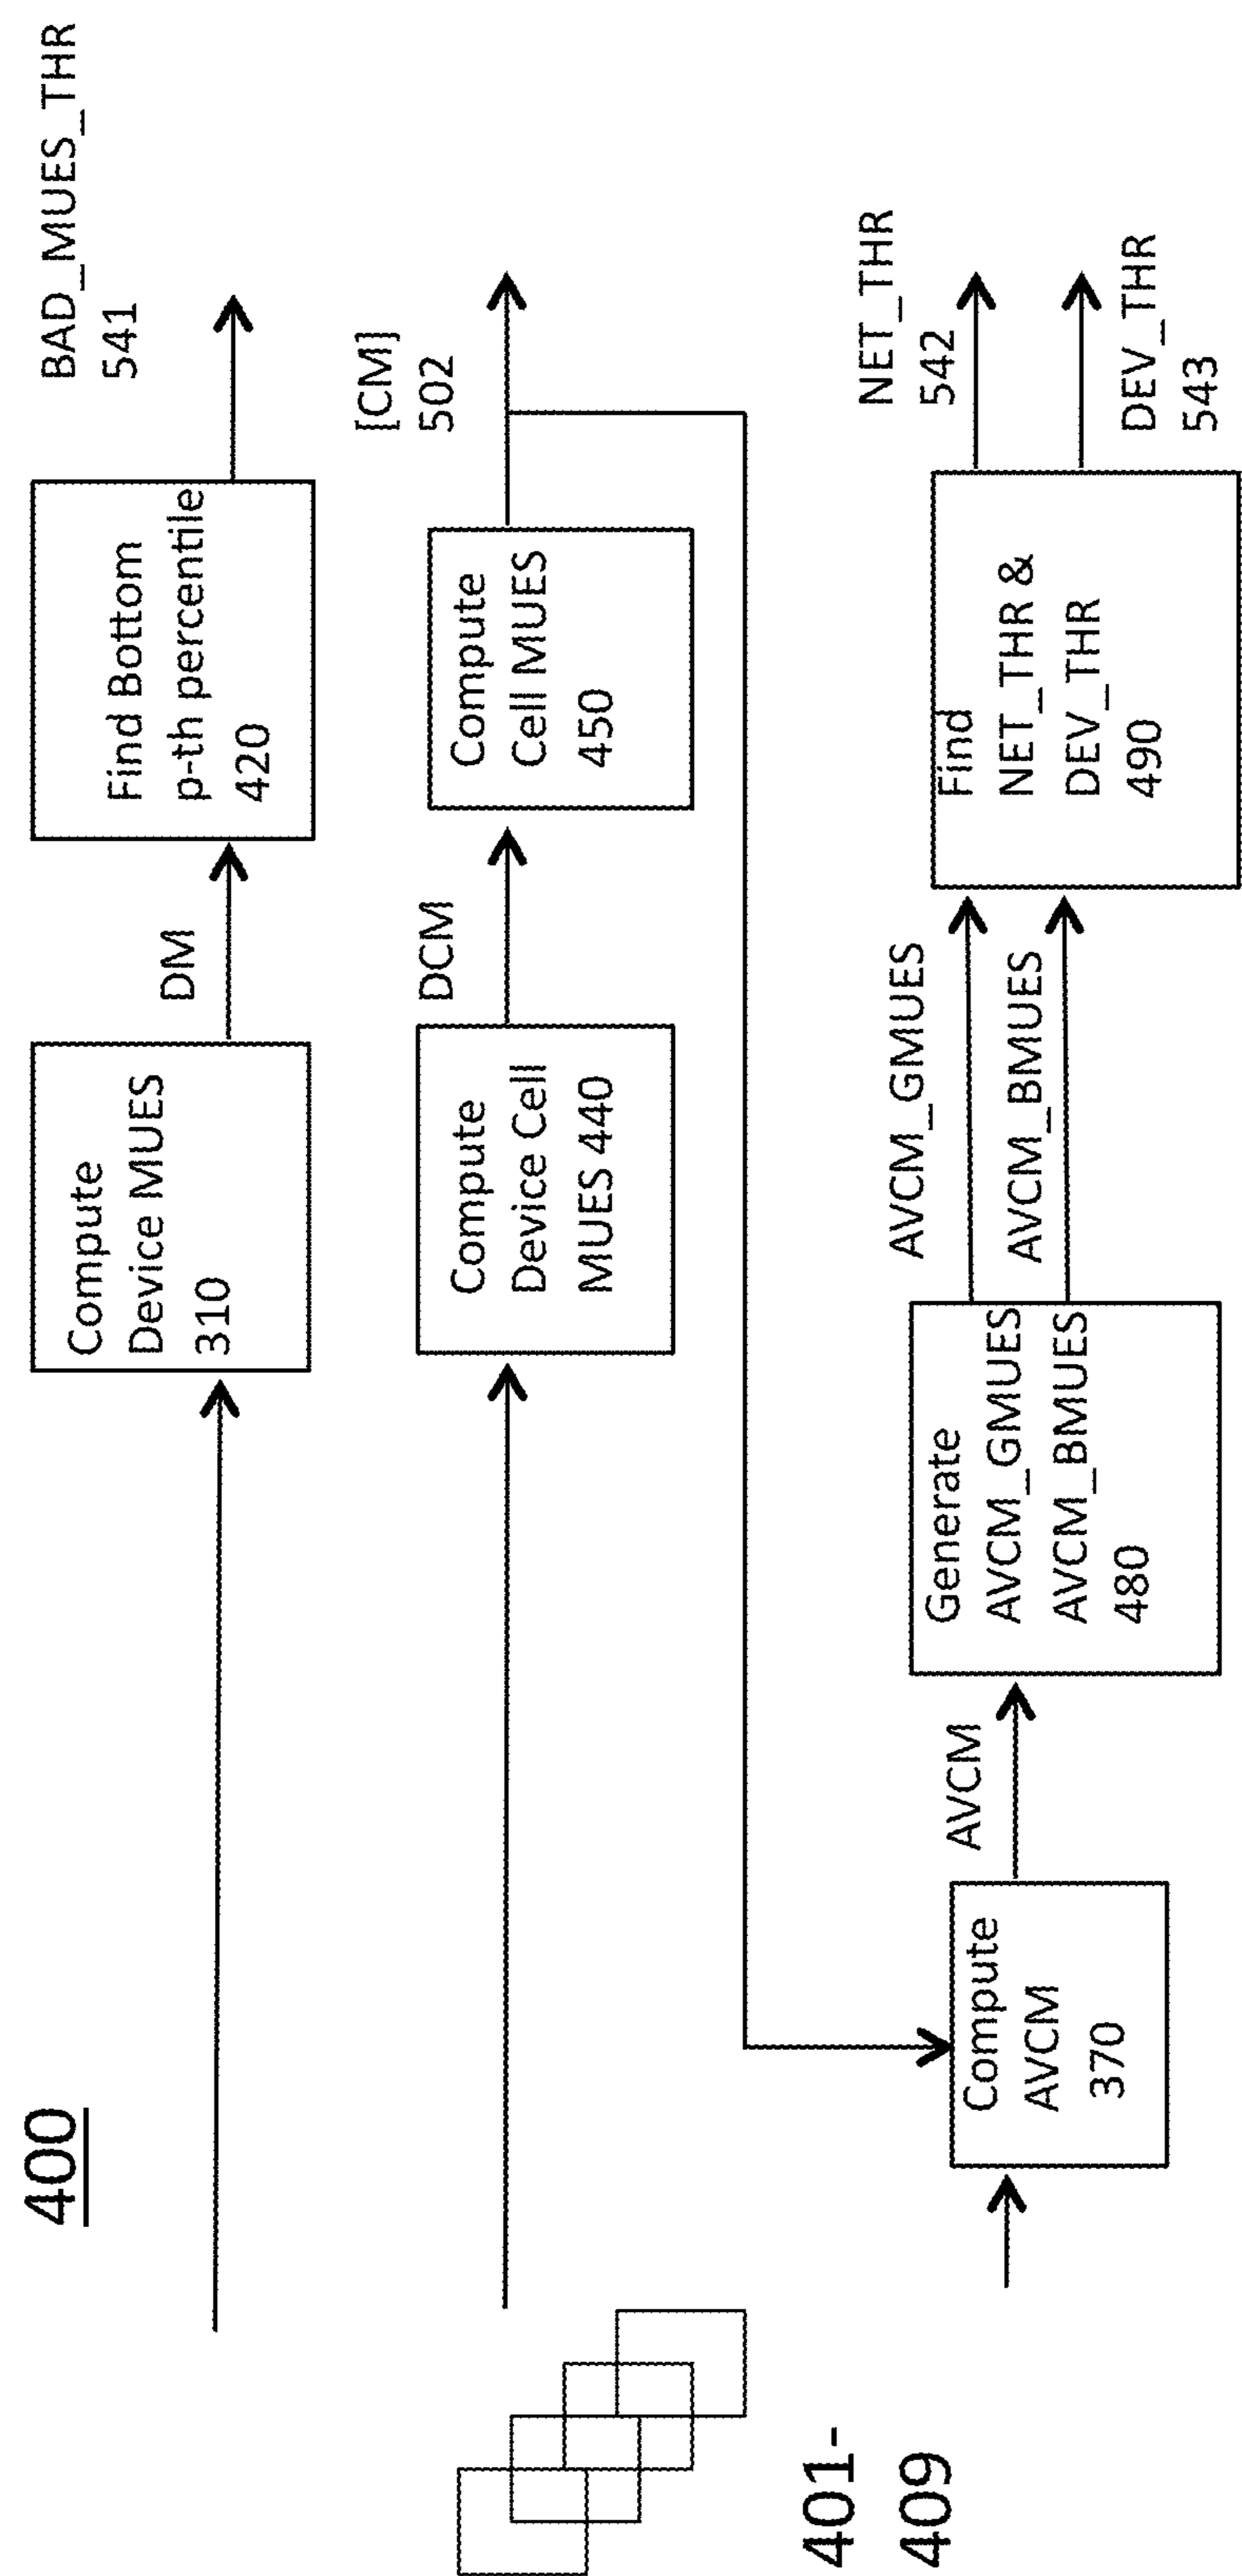 400
401-
409
Compute
Device MUES
310
DM
Find Bottom
p-th percentile
420
BAD_MUES_THR
541
Compute
Device Cell
MUES 440
DCM
Compute
Cell MUES
450
[CM]
502
Compute
AVCM
370
AVCM
Generate
AVCM_GMUES
AVCM_BMUES
480
AVCM_GMUES
AVCM_BMUES
Find
NET_THR &
DEV_THR
490
NET_THR
542
DEV_THR
543